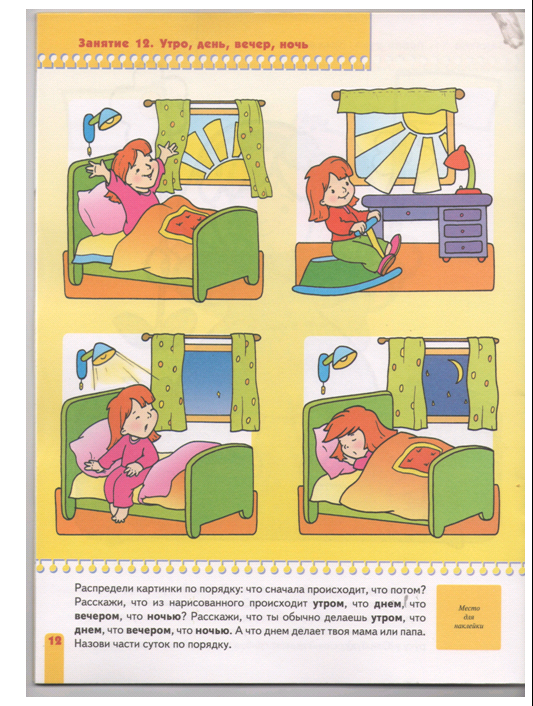 Занятие 12. Утро, день, вечер, ночь
Распредели картинки по порядку: что сначала происходит, что потом?
Расскажи, что из нарисованного происходит утром, что днем, что
вечером, что ночью? Расскажи, что ты обычно делаешь утром, что
днем, что вечером, что ночью. А что днем делает твоя мама или папа.
Назови части суток по порядку.
Место
для
наклейки
12